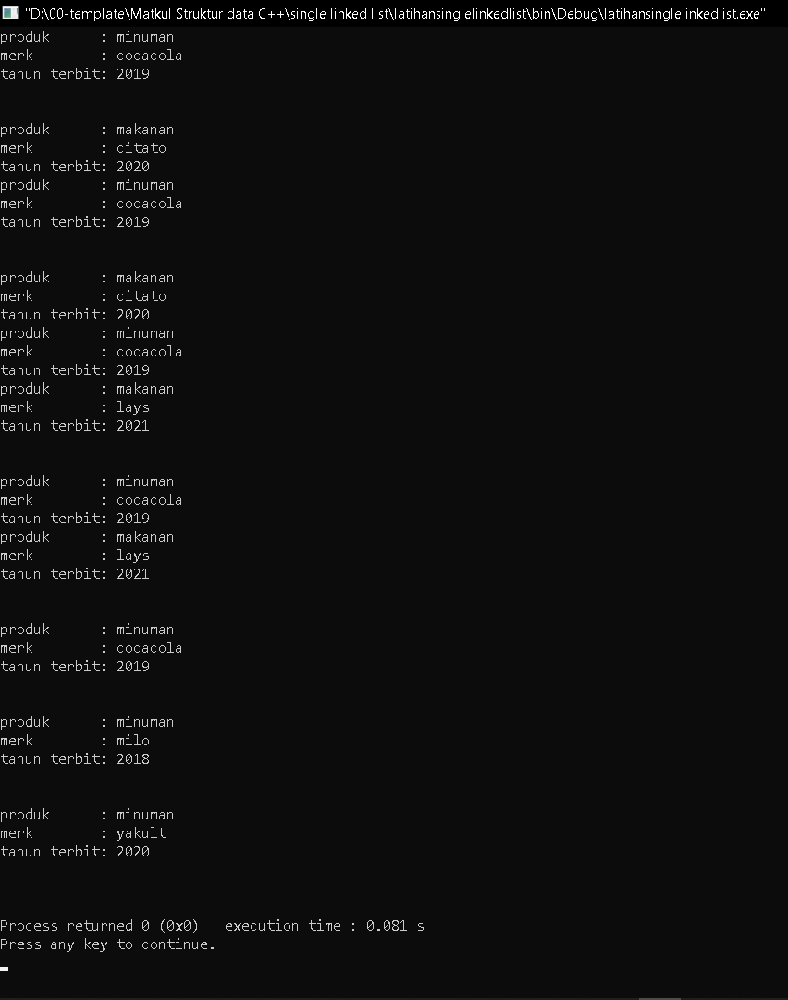 "D:\00-template\Matkul Struktur data C++\single linked list\latihansinglelinkedlist\bin\Debug\latihansinglelinkedlist.exe"
produk      : minuman
merk        : cocacola
tahun terbit: 2019
produk      : makanan
merk        : citato
tahun terbit: 2020
produk      : minuman
merk        : cocacola
tahun terbit: 2019
produk      : makanan
merk        : citato
tahun terbit: 2020
produk      : minuman
merk        : cocacola
tahun terbit: 2019
produk      : makanan
merk        : lays
tahun terbit: 2021
produk      : minuman
merk        : cocacola
tahun terbit: 2019
produk      : makanan
merk        : lays
tahun terbit: 2021
produk      : minuman
merk        : cocacola
tahun terbit: 2019
produk      : minuman
merk        : milo
tahun terbit: 2018
produk      : minuman
merk        : yakult
tahun terbit: 2020
Process returned 0 (0x0)   execution time : 0.081 s
Press any key to continue.